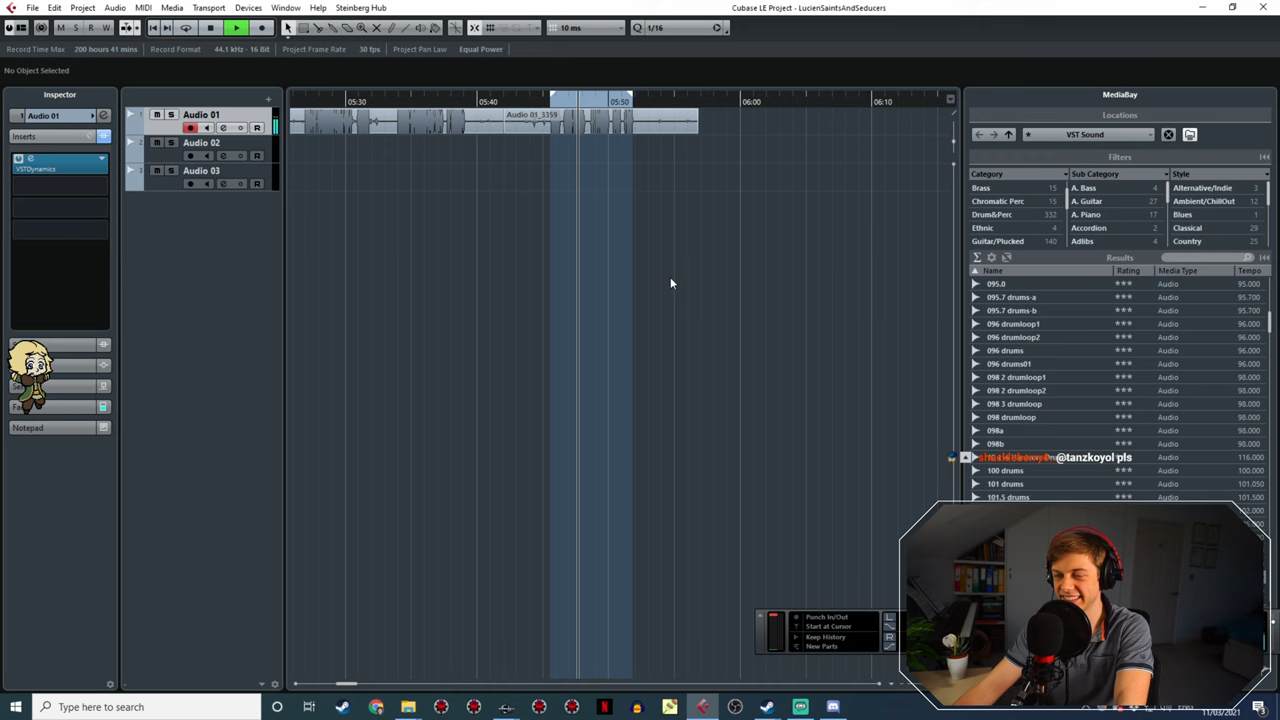 Cubase LE Project - LucienSaintsAndSeducers
File Edit Project Audio MIDI Media Transport Devices Window Steinberg Hub
M S R W 10 ms Q 1/16
Record Time Max 200 hours 41 mins Record Format 44.1 kHz - 16 Bit Project Frame Rate 30 fps Project Pan Law Equal Power
No Object Selected
Inspector
1 Audio 01
Inserts
VSTDynamics
Notepad
1 m S Audio 01
R
2 m S Audio 02
R
3 m S Audio 03
R
05:30 05:40 05:50 06:00 06:10
Audio 01_3359
MediaBay
Locations
VST Sound
Filters
Category Sub Category Style
Brass 15 A. Bass 4 Alternative/Indie 3
Chromatic Perc 15 A. Guitar 27 Ambient/ChillOut 12
Drum&Perc 332 A. Piano 17 Blues 1
Ethnic 4 Accordion 2 Classical 29
Guitar/Plucked 140 Adlibs 4 Country 25
Results
Name Rating Media Type Tempo
095.0 *** Audio 95.000
095.7 drums-a *** Audio 95.700
095.7 drums-b *** Audio 95.700
096 drumloop1 *** Audio 96.000
096 drumloop2 *** Audio 96.000
096 drums *** Audio 96.000
096 drums01 *** Audio 96.000
098 2 drumloop1 *** Audio 98.000
098 2 drumloop2 *** Audio 98.000
098 3 drumloop *** Audio 98.000
098 drumloop *** Audio 98.000
098a *** Audio 98.000
098b *** Audio 98.000
@tanzkoyol pls Audio 116.000
100 drums *** Audio 100.000
101 drums *** Audio 101.050
101.5 drums *** Audio 101.500
Punch In/Out
Start at Cursor
Keep History
New Parts
L
R
Type here to search
ENG
11/03/2021